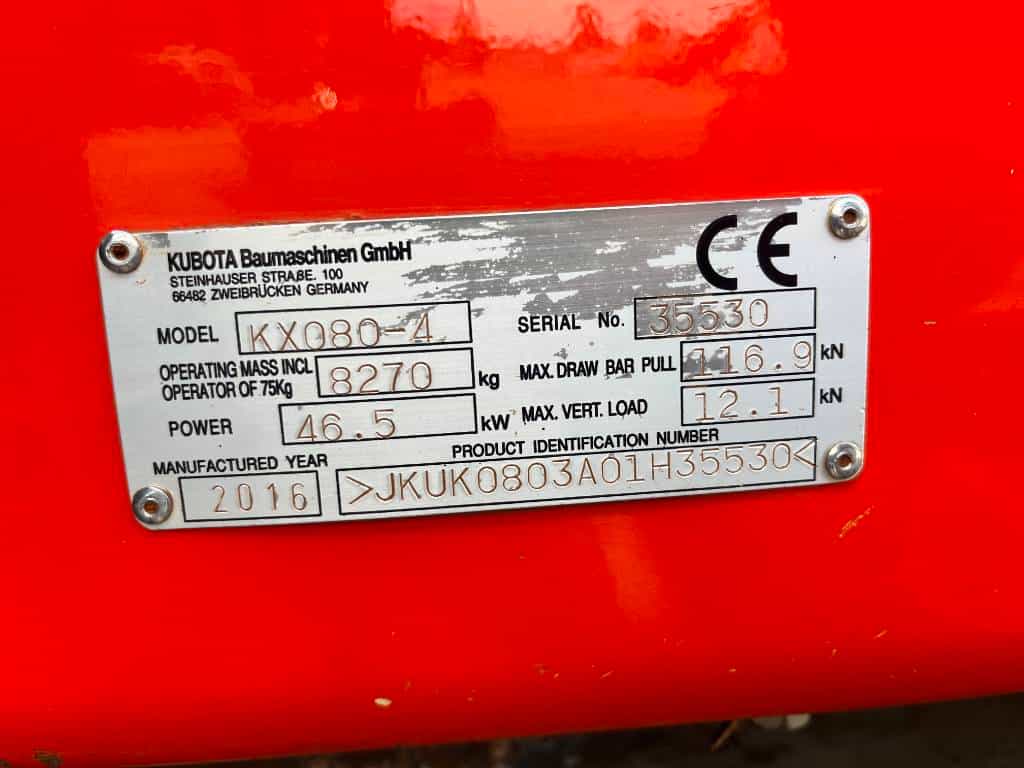 KUBOTA Baumaschinen GmbH
STEINHAUSER STRAßE. 100
66482 ZWEIBRÜCKEN GERMANY
CE
MODEL KX080-4 SERIAL No. 35530
OPERATING MASS INCL OPERATOR OF 75Kg 8270 kg
MAX. DRAW BAR PULL 116.9 kN
POWER 46.5 kW
MAX. VERT. LOAD 12.1 kN
MANUFACTURED YEAR 2016
PRODUCT IDENTIFICATION NUMBER
>JKUK0803A01H35530<